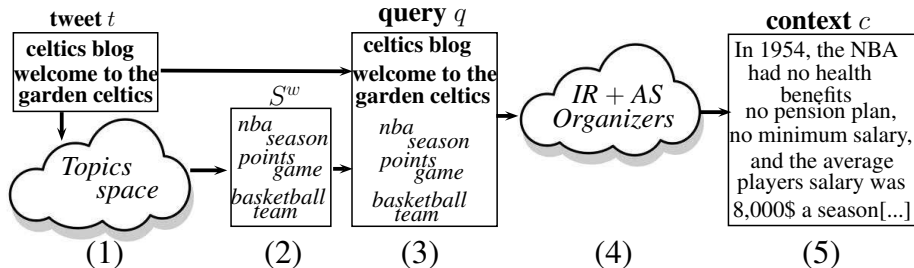 tweet t
celtics blog
welcome to the
garden celtics
Topics
space
(1)
S^w
nba
season
points
game
basketball
team
(2)
query q
celtics blog
welcome to the
garden celtics
nba
season
points
game
basketball
team
(3)
IR + AS
Organizers
(4)
context c
In 1954, the NBA
had no health
benefits
no pension plan,
no minimum salary,
and the average
players salary was
8,000$ a season[...]
(5)